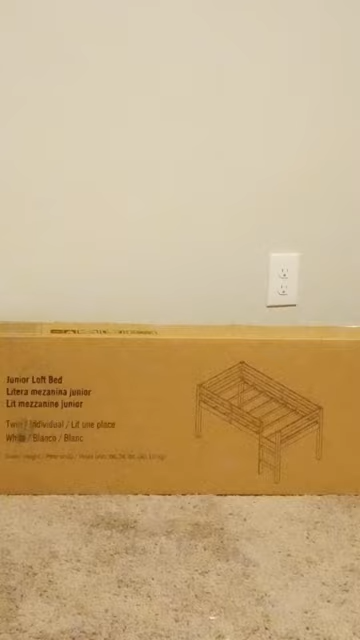 Junior Loft Bed
Litera mezanina junior
Lit mezzanine junior
Twin / Individual / Lit une place
White / Blanco / Blanc